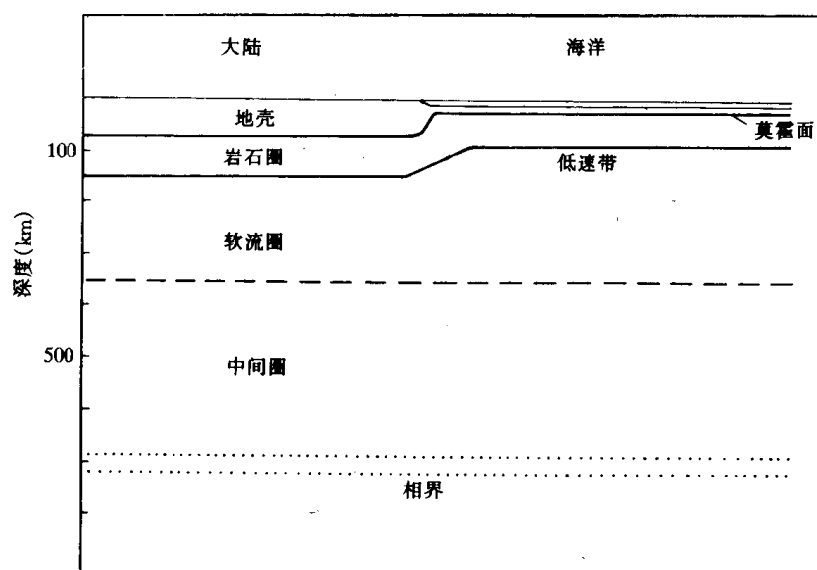 大陆 海洋
地壳
莫霍面
100
岩石圈
低速带
软流圈
深度(km)
500
中间圈
相界